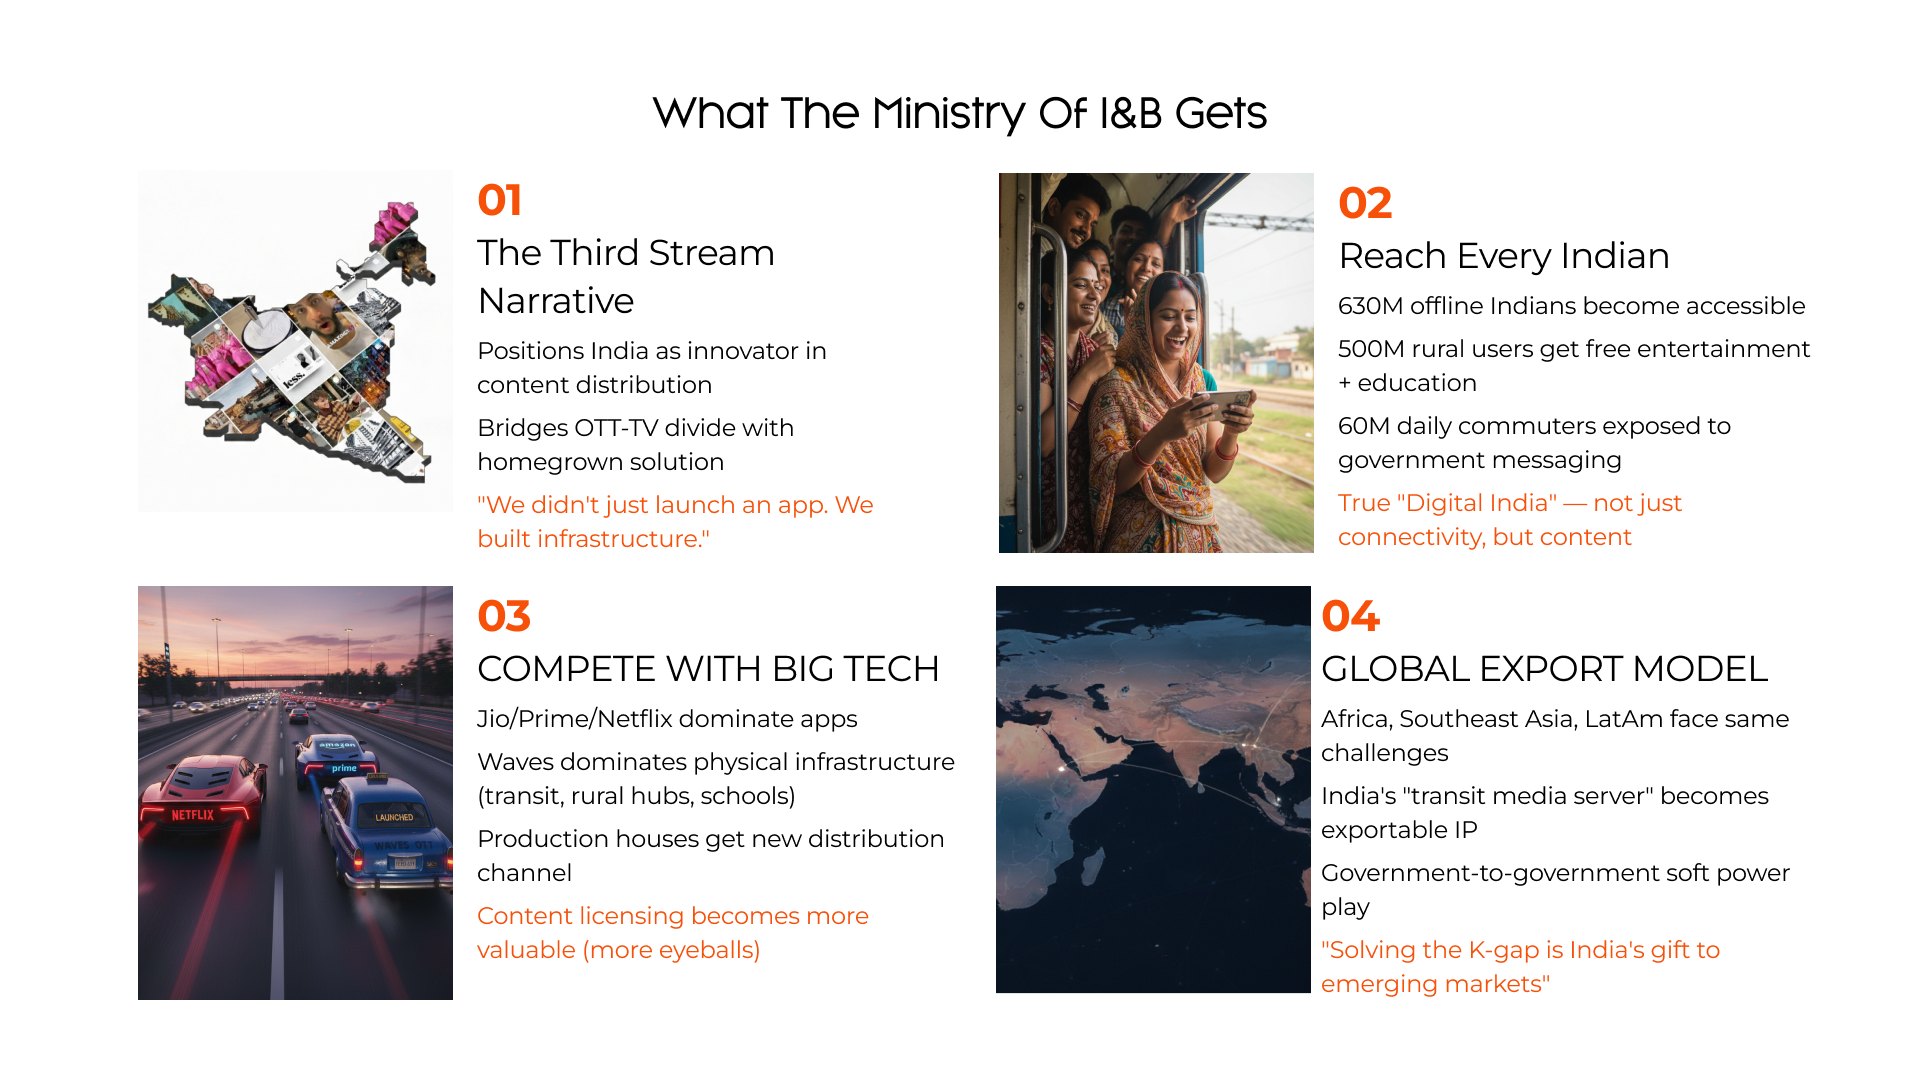 What The Ministry Of I&B Gets
01
The Third Stream
Narrative
Positions India as innovator in
content distribution
Bridges OTT-TV divide with
homegrown solution
"We didn't just launch an app. We
built infrastructure."
less.
02
Reach Every Indian
630M offline Indians become accessible
500M rural users get free entertainment
+ education
60M daily commuters exposed to
government messaging
True "Digital India" — not just
connectivity, but content
NETFLIX
amazon
prime
LAUNCHED
WAVES OTT
03
COMPETE WITH BIG TECH
Jio/Prime/Netflix dominate apps
Waves dominates physical infrastructure
(transit, rural hubs, schools)
Production houses get new distribution
channel
Content licensing becomes more
valuable (more eyeballs)
04
GLOBAL EXPORT MODEL
Africa, Southeast Asia, LatAm face same
challenges
India's "transit media server" becomes
exportable IP
Government-to-government soft power
play
"Solving the K-gap is India's gift to
emerging markets"